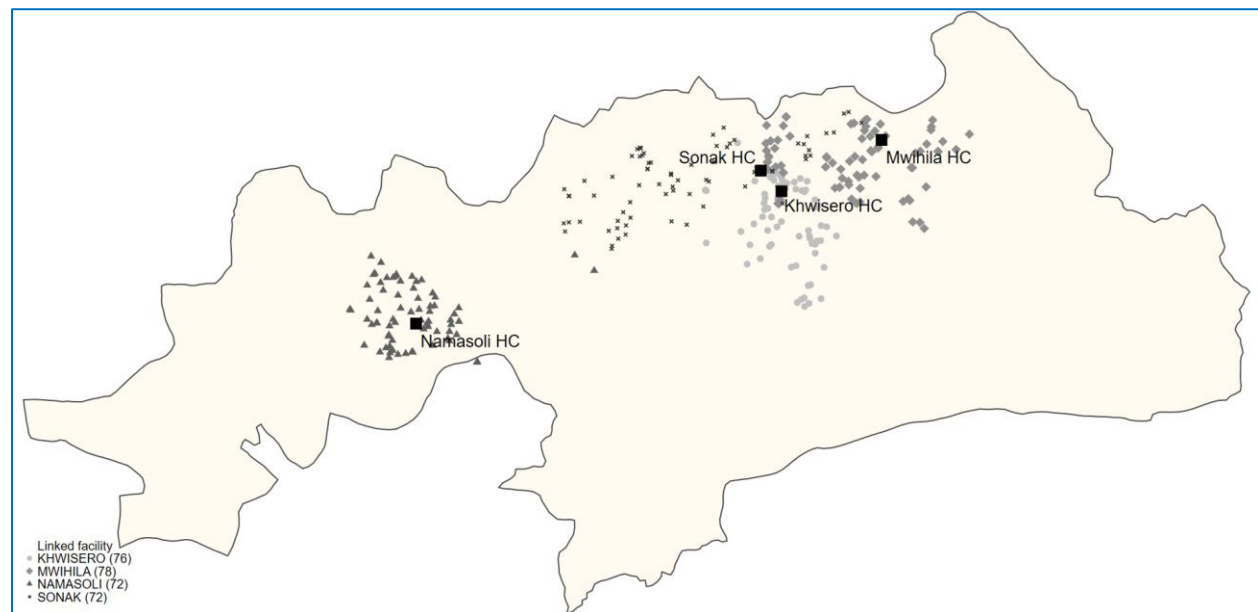 Sonak HC
Mwihila HC
Khwisero HC
Namasoli HC
Linked facility
KHWISERO (76)
MWIHILA (78)
NAMASOLI (72)
SONAK (72)